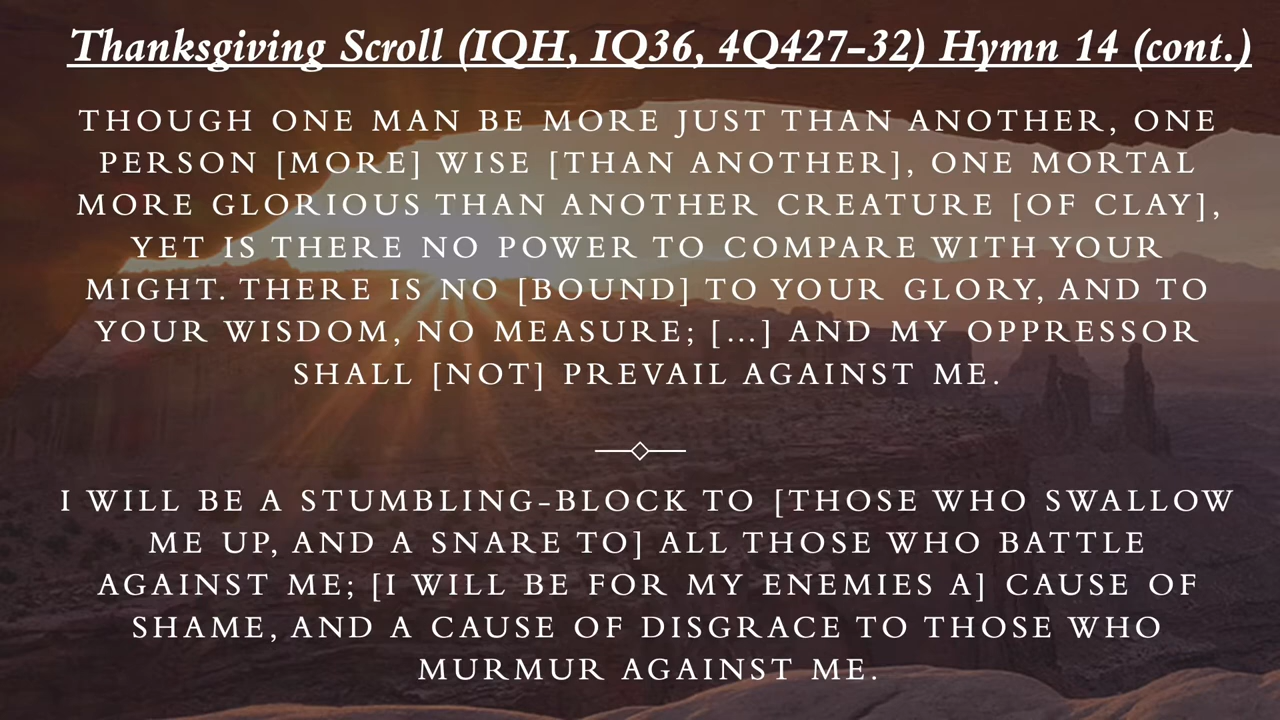 Thanksgiving Scroll (IQH, IQ36, 4Q427-32) Hymn 14 (cont.)
THOUGH ONE MAN BE MORE JUST THAN ANOTHER, ONE
PERSON [MORE] WISE [THAN ANOTHER], ONE MORTAL
MORE GLORIOUS THAN ANOTHER CREATURE [OF CLAY],
YET IS THERE NO POWER TO COMPARE WITH YOUR
MIGHT. THERE IS NO [BOUND] TO YOUR GLORY, AND TO
YOUR WISDOM, NO MEASURE; [...] AND MY OPPRESSOR
SHALL [NOT] PREVAIL AGAINST ME.
I WILL BE A STUMBLING-BLOCK TO [THOSE WHO SWALLOW
ME UP, AND A SNARE TO] ALL THOSE WHO BATTLE
AGAINST ME; [I WILL BE FOR MY ENEMIES A] CAUSE OF
SHAME, AND A CAUSE OF DISGRACE TO THOSE WHO
MURMUR AGAINST ME.